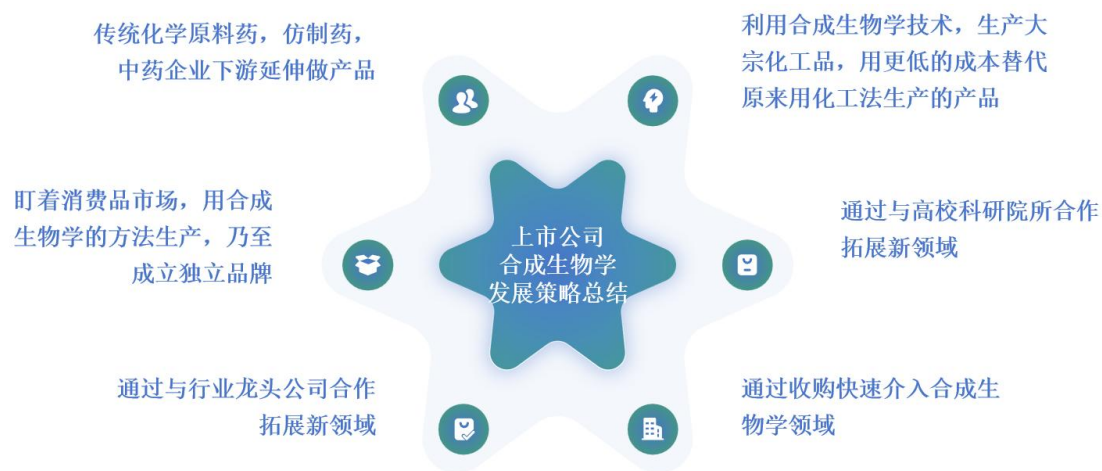 传统化学原料药，仿制药，
中药企业下游延伸做产品
利用合成生物学技术，生产大
宗化工品，用更低的成本替代
原来用化工法生产的产品
盯着消费品市场，用合成
生物学的方法生产，乃至
成立独立品牌
上市公司
合成生物学
发展策略总结
通过与高校科研院所合作
拓展新领域
通过与行业龙头公司合作
拓展新领域
通过收购快速介入合成生
物学领域